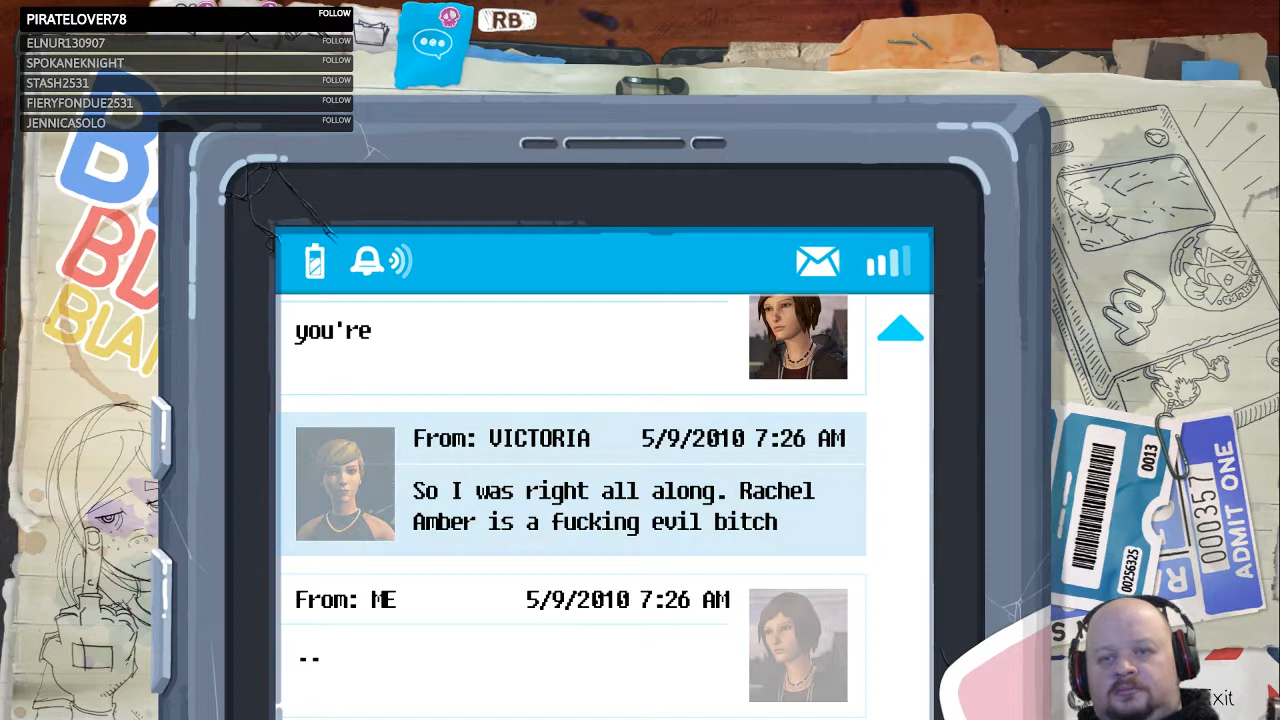 PIRATELOVER78 FOLLOW
ELNUR130907 FOLLOW
SPOKANEKNIGHT FOLLOW
STASH2531 FOLLOW
FIERYFONDUE2531 FOLLOW
JENNICASOLO FOLLOW
RB
you're
From: VICTORIA 5/9/2010 7:26 AM
So I was right all along. Rachel
Amber is a fucking evil bitch
From: ME 5/9/2010 7:26 AM
--
0013
00256325
000357
ADMIT ONE